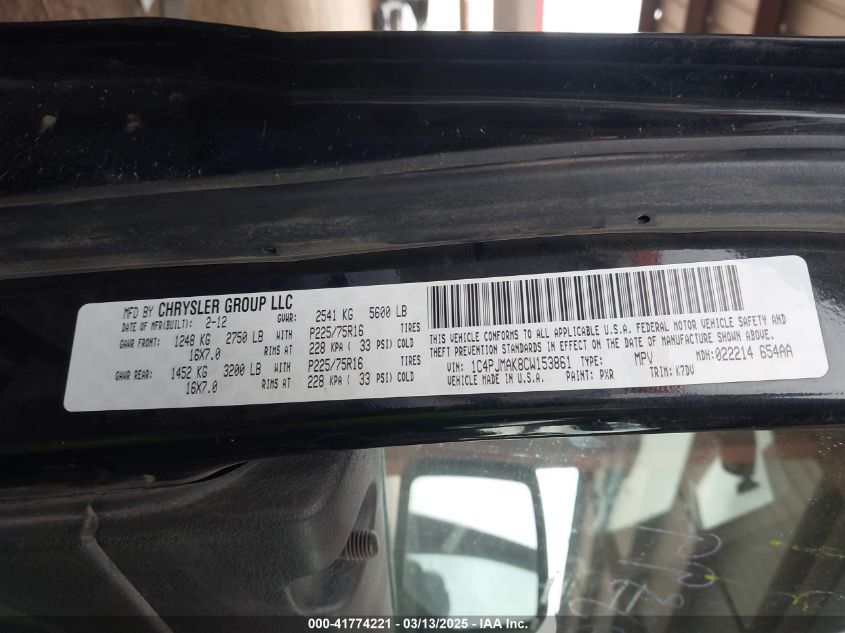 MFD BY CHRYSLER GROUP LLC
DATE OF MFR(BUILT): 2-12 GVWR: 2541 KG 5600 LB
GAWR FRONT: 1248 KG 2750 LB WITH P225/75R16 TIRES
16X7.0 RIMS AT 228 KPA ( 33 PSI) COLD
GAWR REAR: 1452 KG 3200 LB WITH P225/75R16 TIRES
16X7.0 RIMS AT 228 KPA ( 33 PSI) COLD
THIS VEHICLE CONFORMS TO ALL APPLICABLE U.S.A. FEDERAL MOTOR VEHICLE SAFETY AND
THEFT PREVENTION STANDARDS IN EFFECT ON THE DATE OF MANUFACTURE SHOWN ABOVE.
VIN: 1C4PJMAK8CW153861 TYPE: MPV MDH: 022214 654AA
VEHICLE MADE IN U.S.A. PAINT: PXR TRIM: K7DV
000-41774221 - 03/13/2025 - IAAI Inc.